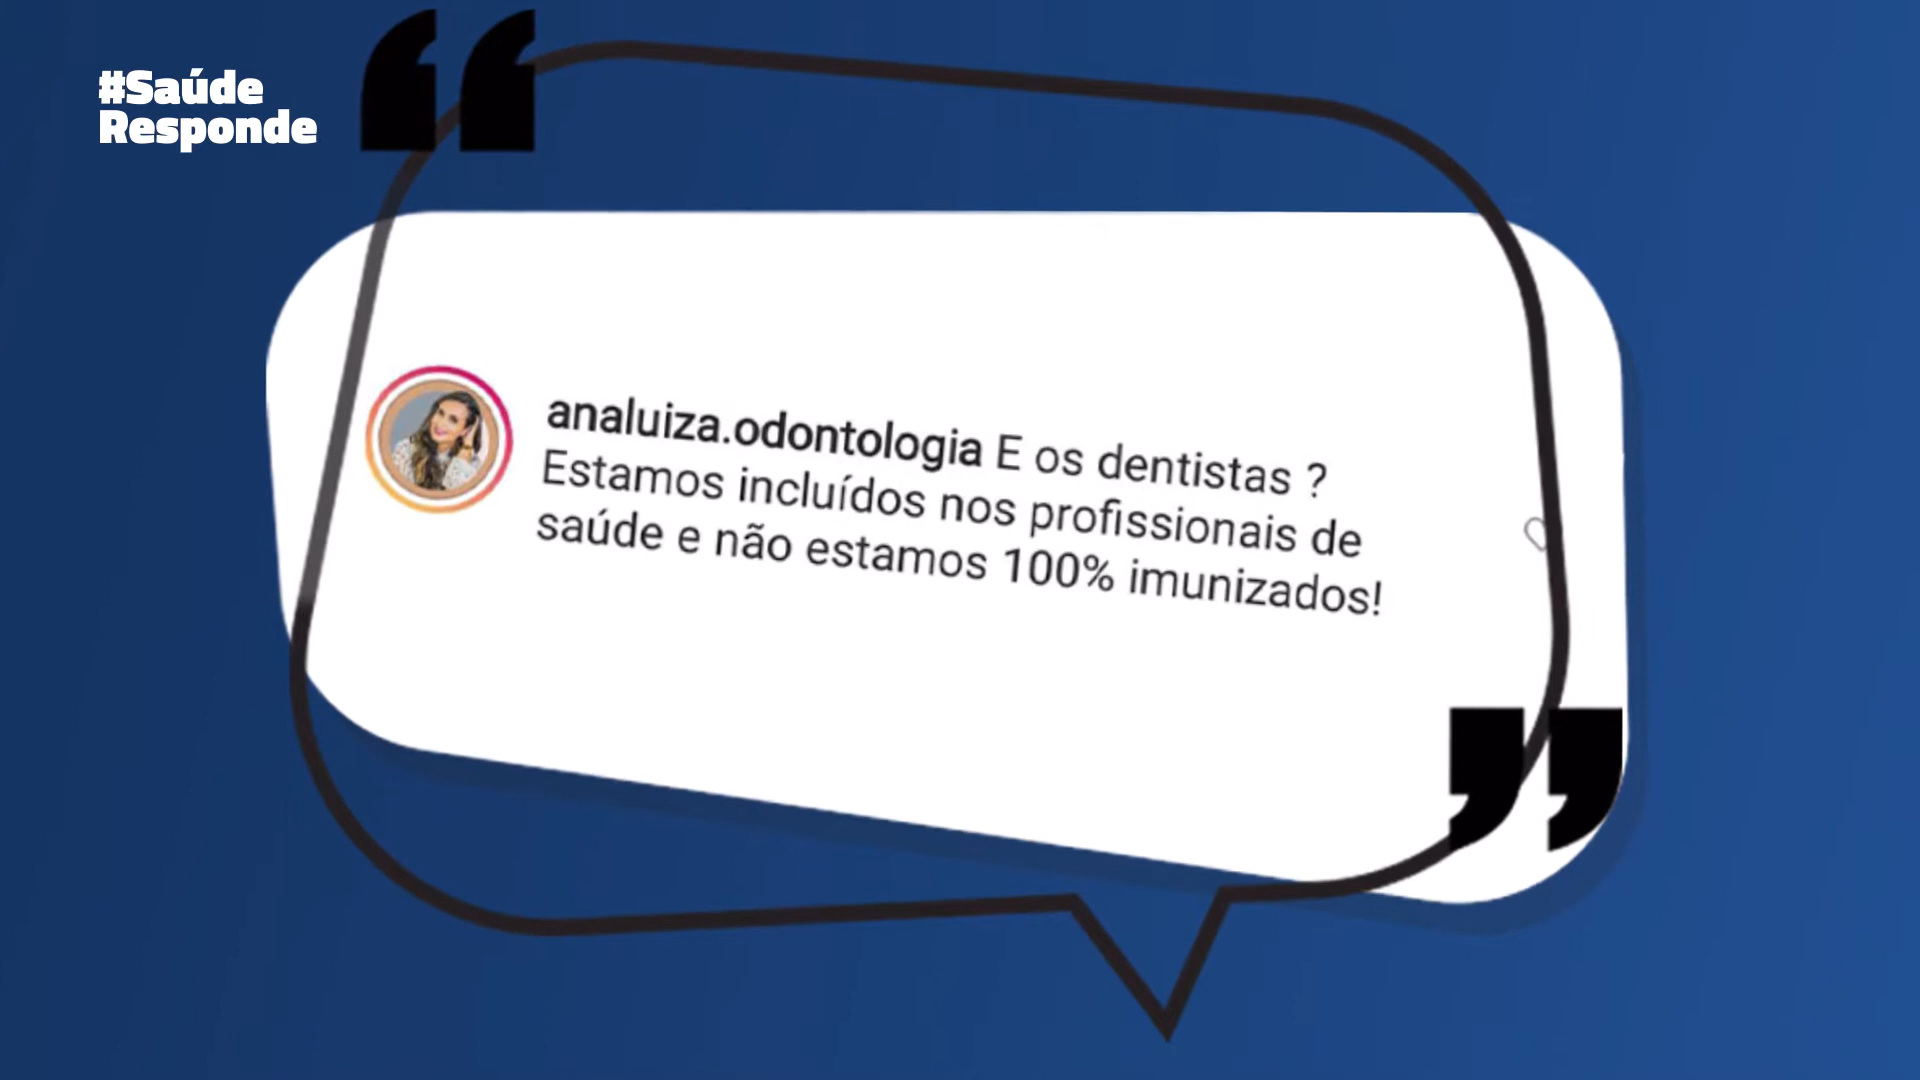 #Saúde
Responde
analuiza.odontologia E os dentistas ?
Estamos incluídos nos profissionais de
saúde e não estamos 100% imunizados!